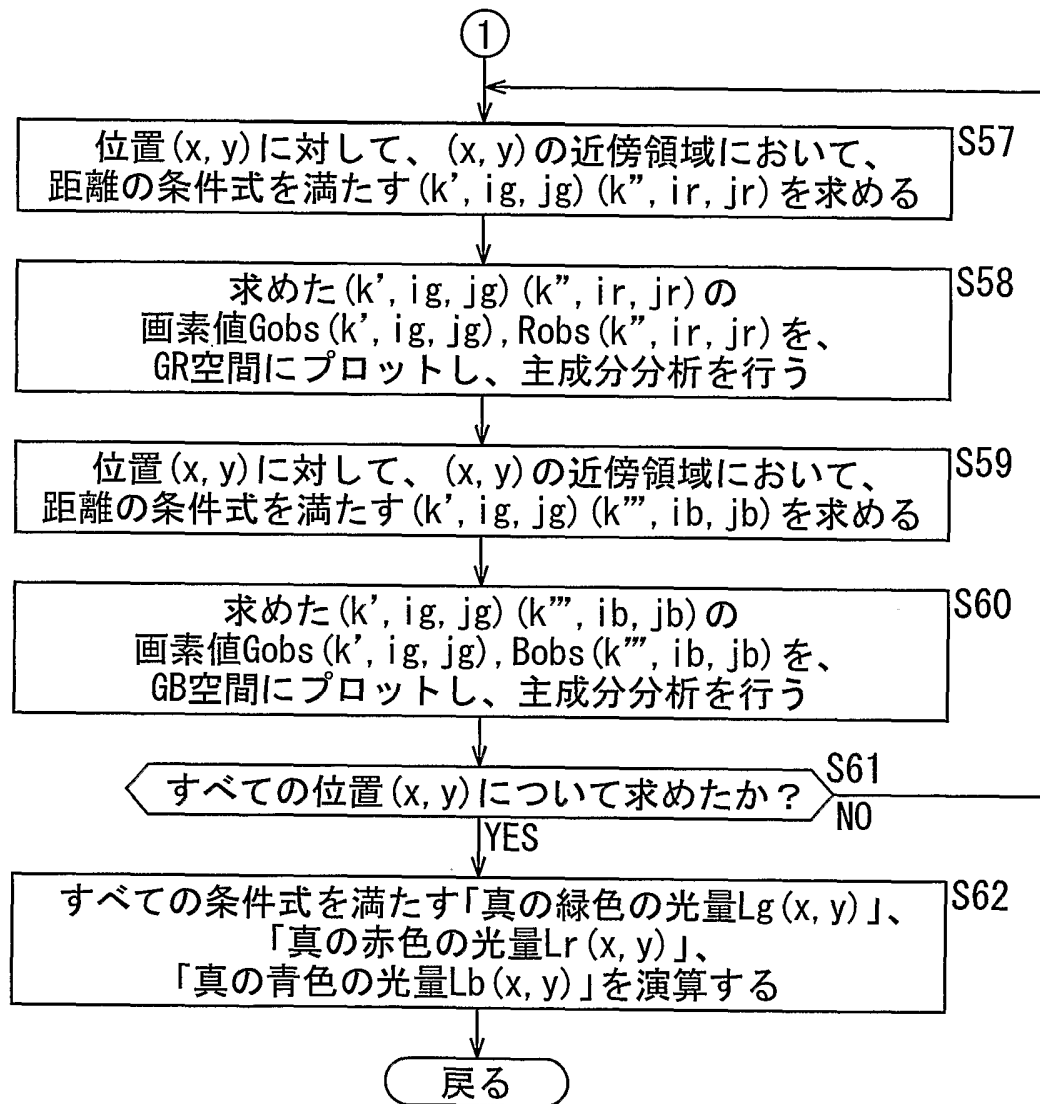 1
位置(x, y)に対して、(x, y)の近傍領域において、
距離の条件式を満たす(k', ig, jg)(k", ir, jr)を求める
S57
求めた(k', ig, jg)(k", ir, jr)の
画素値Gobs(k', ig, jg), Robs(k", ir, jr)を、
GR空間にプロットし、主成分分析を行う
S58
位置(x, y)に対して、(x, y)の近傍領域において、
距離の条件式を満たす(k', ig, jg)(k"', ib, jb)を求める
S59
求めた(k', ig, jg)(k"', ib, jb)の
画素値Gobs(k', ig, jg), Bobs(k"', ib, jb)を、
GB空間にプロットし、主成分分析を行う
S60
すべての位置(x, y)について求めたか？
S61
NO
YES
すべての条件式を満たす「真の緑色の光量Lg(x, y)」、
「真の赤色の光量Lr(x, y)」、
「真の青色の光量Lb(x, y)」を演算する
S62
戻る